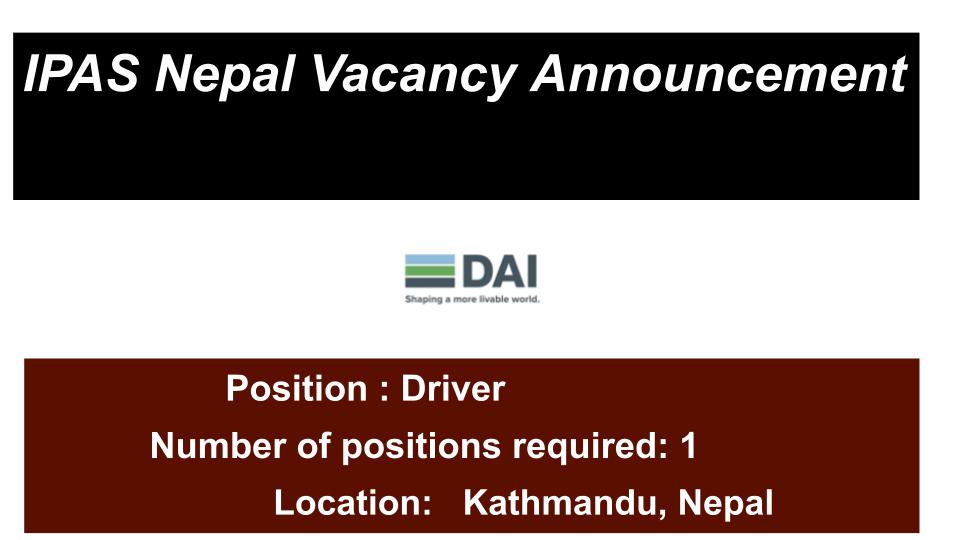 IPAS Nepal Vacancy Announcement
DAI
Shaping a more livable world.
Position : Driver
Number of positions required: 1
Location: Kathmandu, Nepal